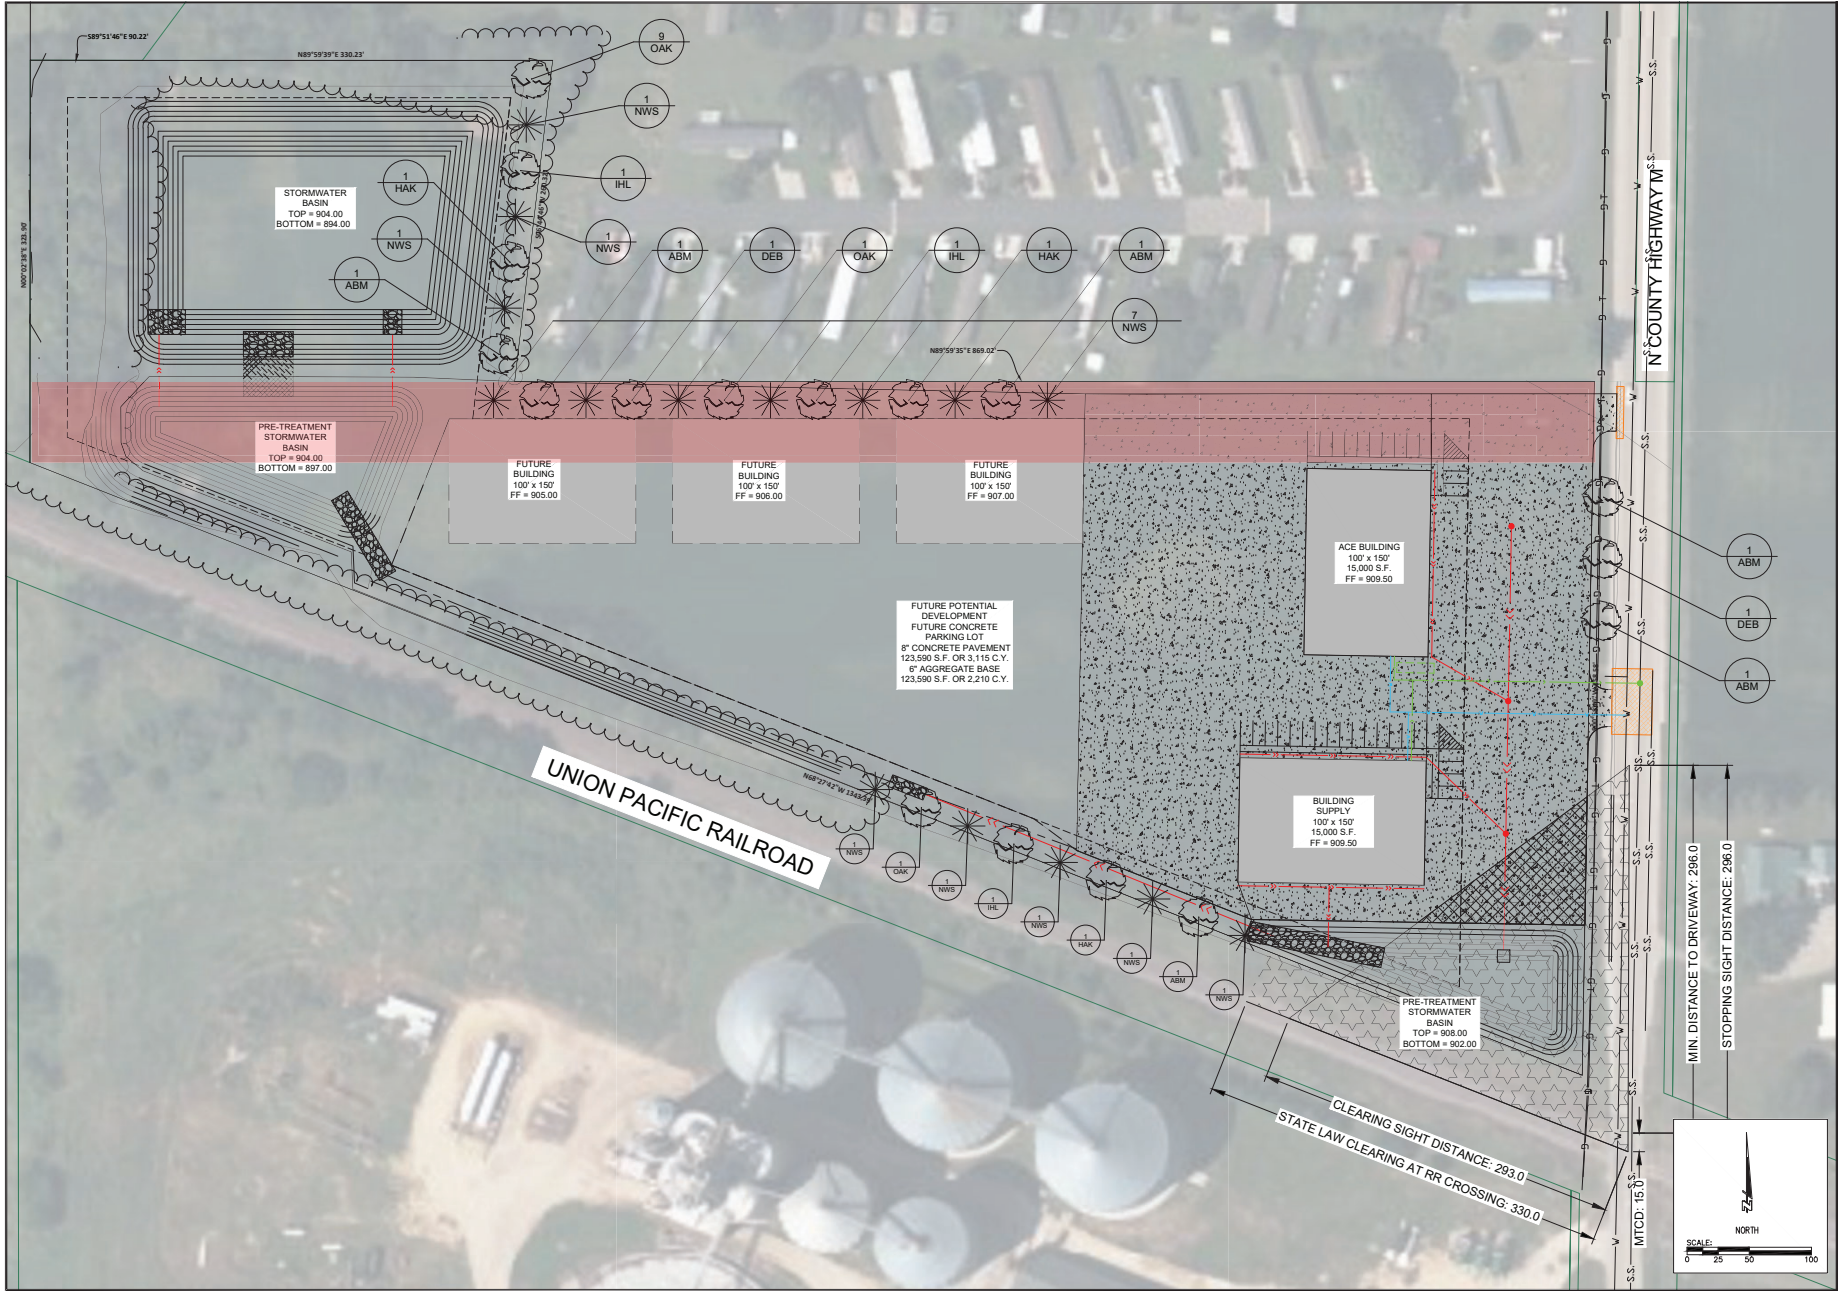 S89°51'46"E 90.22'
N89°59'39"E 330.23'
9
OAK
1
NWS
1
IHL
1
HAK
1
NWS
1
ABM
1
NWS
1
ABM
1
DEB
1
OAK
1
IHL
1
HAK
1
ABM
7
NWS
STORMWATER
BASIN
TOP = 904.00
BOTTOM = 894.00
N00°02'38"E 323.90'
N89°59'35"E 869.02'
N COUNTY HIGHWAY M
PRE-TREATMENT
STORMWATER
BASIN
TOP = 904.00
BOTTOM = 897.00
FUTURE
BUILDING
100' x 150'
FF = 905.00
FUTURE
BUILDING
100' x 150'
FF = 906.00
FUTURE
BUILDING
100' x 150'
FF = 907.00
ACE BUILDING
100' x 150'
15,000 S.F.
FF = 909.50
1
ABM
1
DEB
1
ABM
FUTURE POTENTIAL
DEVELOPMENT
FUTURE CONCRETE
PARKING LOT
8" CONCRETE PAVEMENT
123,590 S.F. OR 3,115 C.Y.
6" AGGREGATE BASE
123,590 S.F. OR 2,210 C.Y.
UNION PACIFIC RAILROAD
BUILDING
SUPPLY
100' x 150'
15,000 S.F.
FF = 909.50
1
NWS
1
OAK
1
NWS
1
IHL
1
NWS
1
HAK
1
NWS
1
ABM
1
NWS
PRE-TREATMENT
STORMWATER
BASIN
TOP = 908.00
BOTTOM = 902.00
MIN. DISTANCE TO DRIVEWAY: 296.0
STOPPING SIGHT DISTANCE: 296.0
CLEARING SIGHT DISTANCE: 293.0
STATE LAW CLEARING AT RR CROSSING: 330.0
MTCD: 15.0
NORTH
SCALE:
0 25 50 100